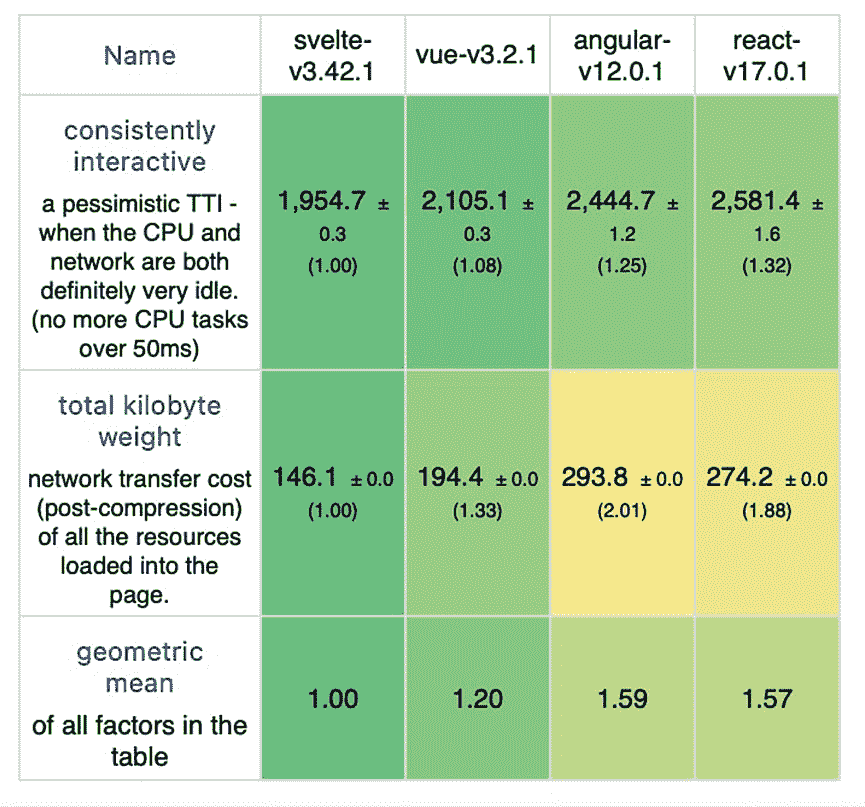 Name
svelte-
v3.42.1
vue-v3.2.1
angular-
v12.0.1
react-
v17.0.1
consistently
interactive
a pessimistic TTI -
when the CPU and
network are both
definitely very idle.
(no more CPU tasks
over 50ms)
1,954.7 ±
0.3
(1.00)
2,105.1 ±
0.3
(1.08)
2,444.7 ±
1.2
(1.25)
2,581.4 ±
1.6
(1.32)
total kilobyte
weight
network transfer cost
(post-compression)
of all the resources
loaded into the
page.
146.1 ± 0.0
(1.00)
194.4 ± 0.0
(1.33)
293.8 ± 0.0
(2.01)
274.2 ± 0.0
(1.88)
geometric
mean
of all factors in the
table
1.00
1.20
1.59
1.57